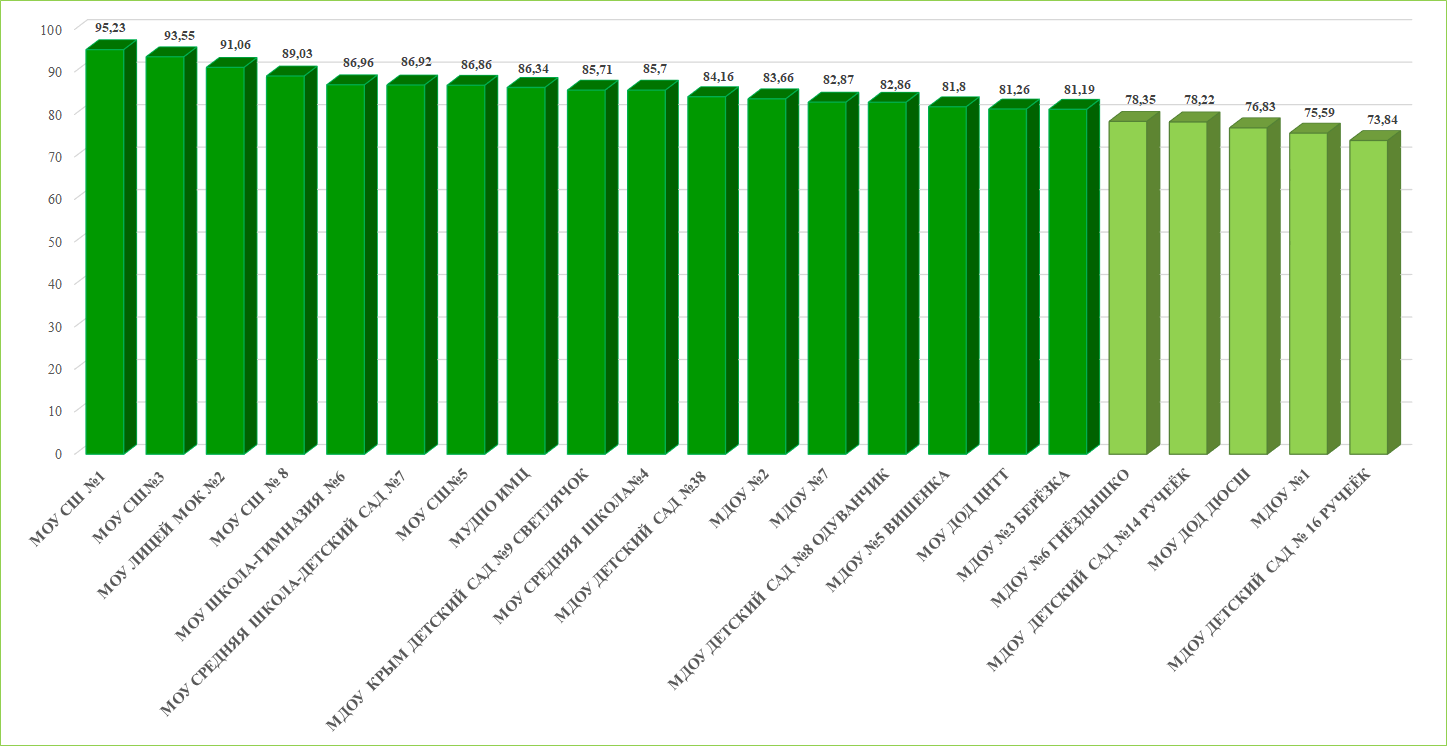 100
90
80
70
60
50
40
30
20
10
0
95,23
93,55
91,06
89,03
86,96
86,92
86,86
86,34
85,71
85,7
84,16
83,66
82,87
82,86
81,8
81,26
81,19
78,35
78,22
76,83
75,59
73,84
МОУ СШ №1
МОУ СШ№3
МОУ ЛИЦЕЙ МОК №2
МОУ СШ № 8
МОУ ШКОЛА-ГИМНАЗИЯ №6
МОУ СРЕДНЯЯ ШКОЛА-ДЕТСКИЙ САД №7
МОУ СШ№5
МУДПО ИМЦ
МДОУ КРЫМ ДЕТСКИЙ САД №9 СВЕТЛЯЧОК
МОУ СРЕДНЯЯ ШКОЛА№4
МДОУ ДЕТСКИЙ САД №38
МДОУ №2
МДОУ №7
МДОУ ДЕТСКИЙ САД №8 ОДУВАНЧИК
МДОУ №5 ВИШЕНКА
МОУ ДОД ЦНТТ
МДОУ №3 БЕРЁЗКА
МДОУ №6 ГНЁЗДЫШКО
МДОУ ДЕТСКИЙ САД №14 РУЧЕЁК
МОУ ДОД ДЮСШ
МДОУ №1
МДОУ ДЕТСКИЙ САД № 16 РУЧЕЁК